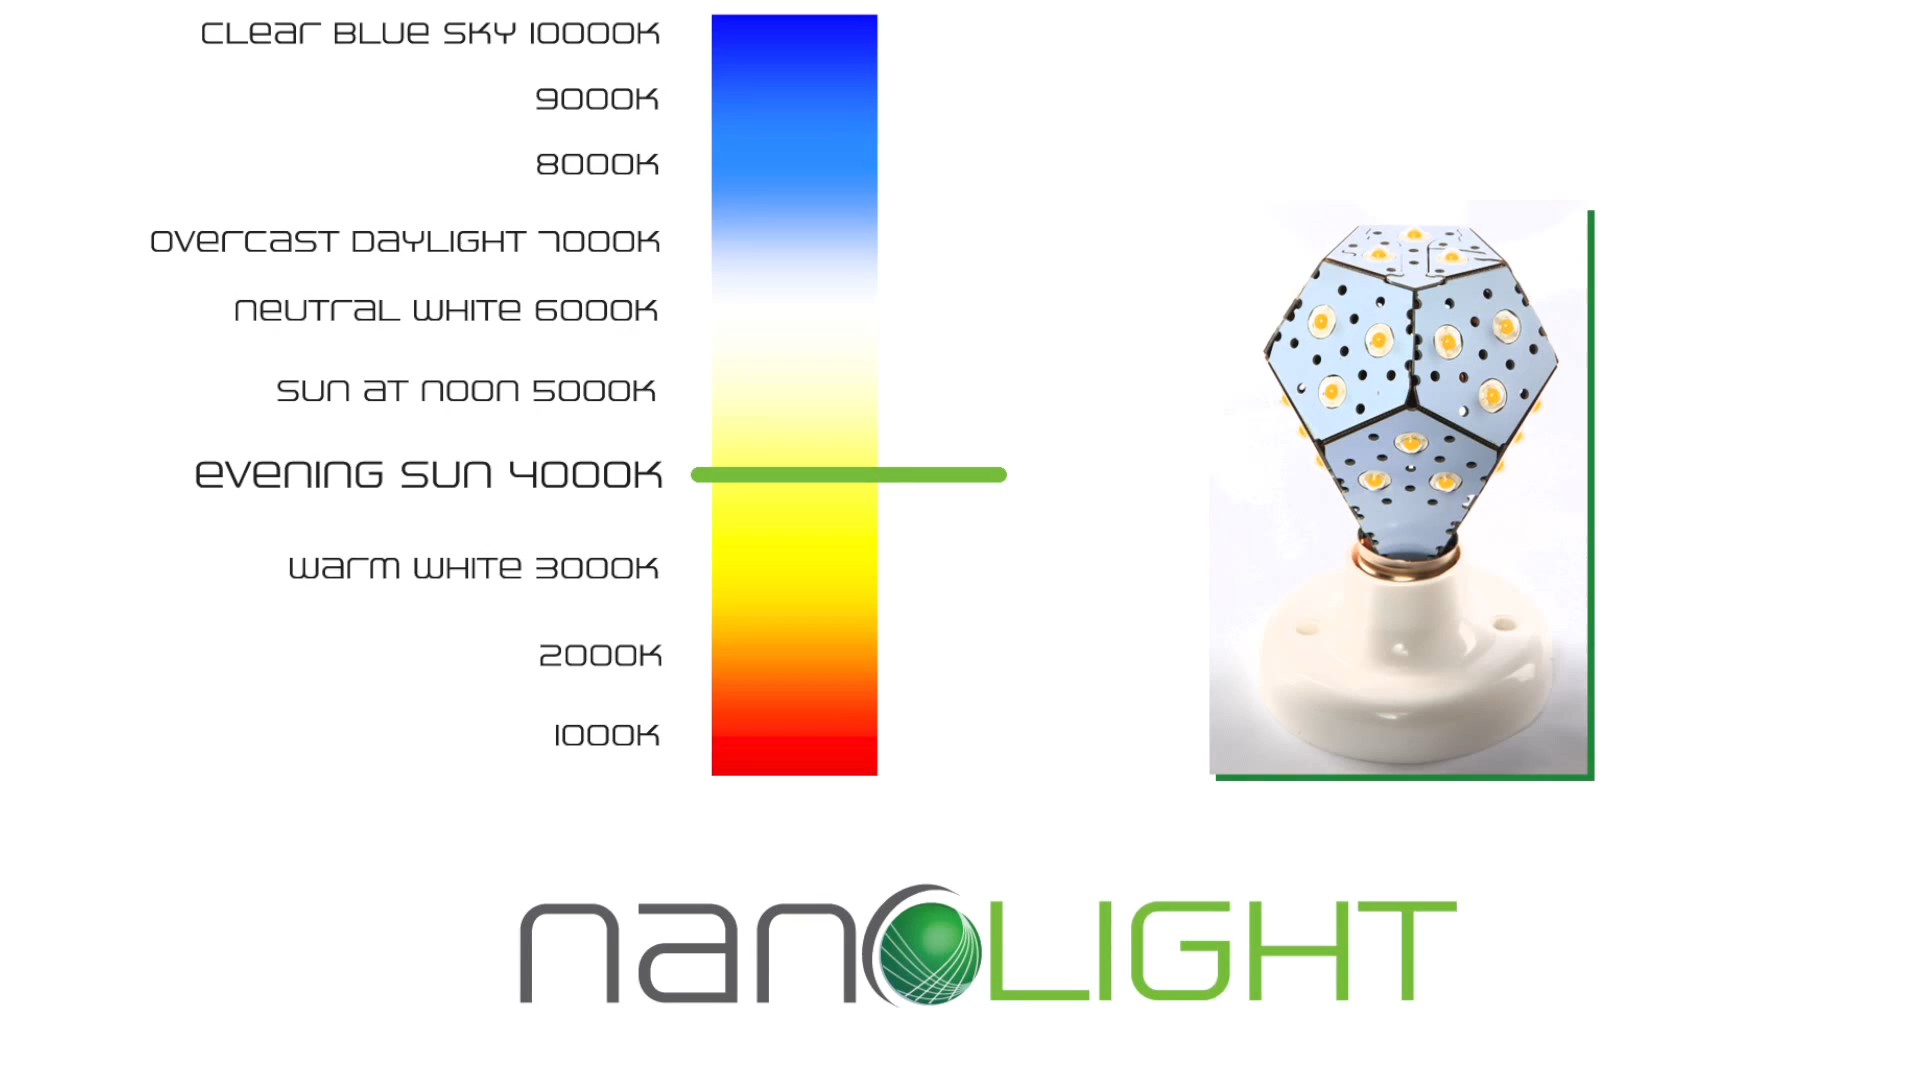 CLear BLUe SKY 10000K
9000K
8000K
OVerCAST DaYLIGHT 7000K
neUTraL WHITE 6000K
SUN aT NOON 5000K
eVENING SUN 4000K
Warm WHITE 3000K
2000K
1000K
nanOLIGHT